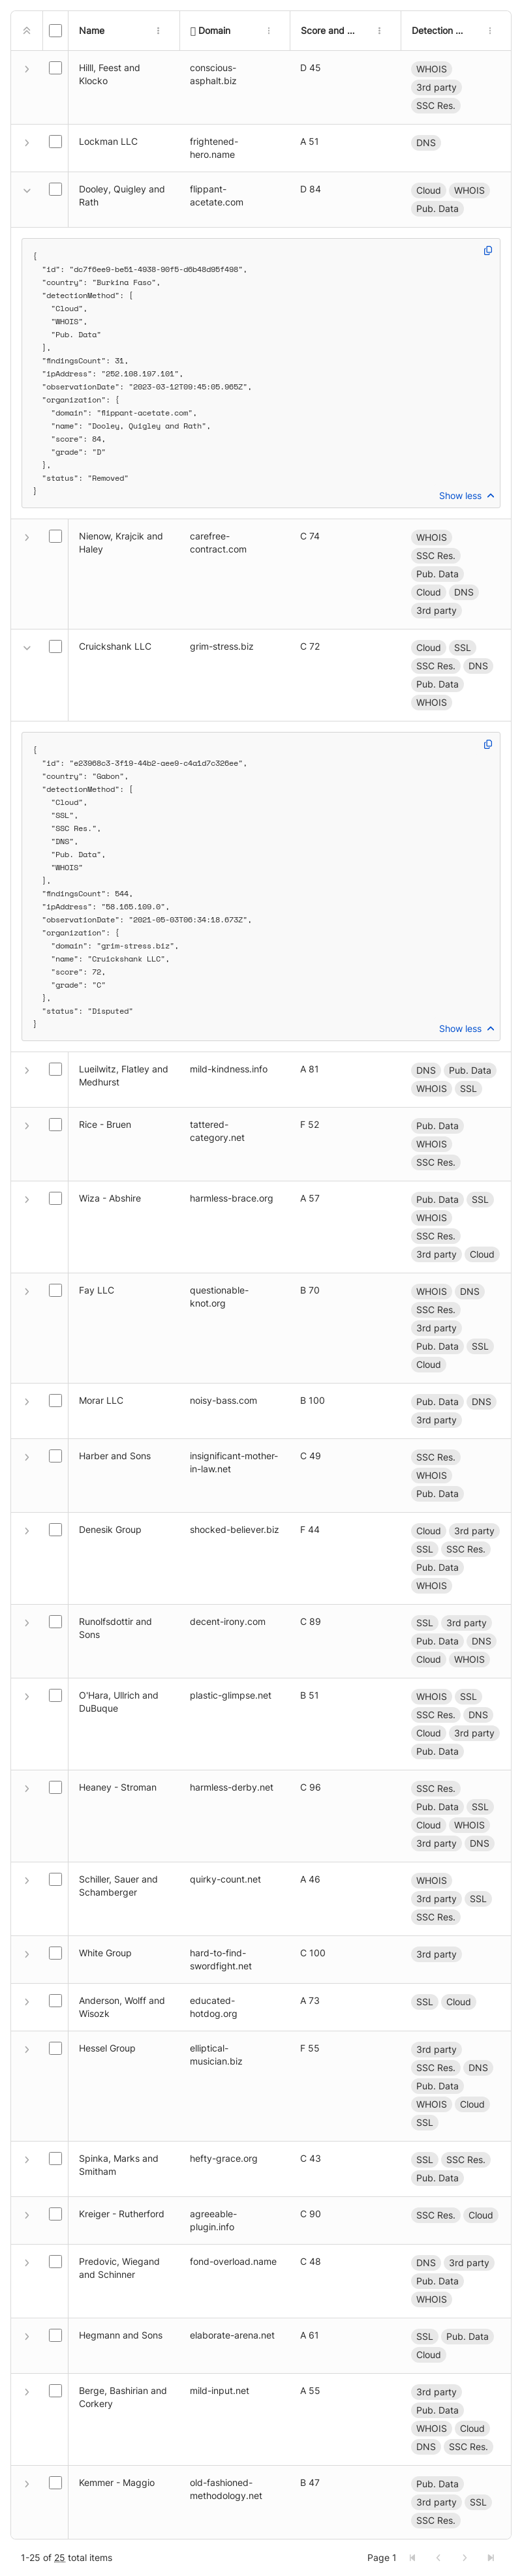 Name Domain Score and ... Detection ...
Hilll, Feest and conscious- D 45 WHOIS
Klocko asphalt.biz 3rd party
SSC Res.
Lockman LLC frightened- A 51 DNS
hero.name
Dooley, Quigley and flippant- D 84 Cloud WHOIS
Rath acetate.com Pub. Data
{
"id": "dc7f6ee9-be51-4938-90f5-d6b48d95f498",
"country": "Burkina Faso",
"detectionMethod": [
"Cloud",
"WHOIS",
"Pub. Data"
],
"findingsCount": 31,
"ipAddress": "252.108.197.101",
"observationDate": "2023-03-12T09:45:05.965Z",
"organization": {
"domain": "flippant-acetate.com",
"name": "Dooley, Quigley and Rath",
"score": 84,
"grade": "D"
},
"status": "Removed"
}
Show less
Nienow, Krajcik and carefree- C 74 WHOIS
Haley contract.com SSC Res.
Pub. Data
Cloud DNS
3rd party
Cruickshank LLC grim-stress.biz C 72 Cloud SSL
SSC Res. DNS
Pub. Data
WHOIS
{
"id": "e23968c3-3f19-44b2-aee9-c4a1d7c326ee",
"country": "Gabon",
"detectionMethod": [
"Cloud",
"SSL",
"SSC Res.",
"DNS",
"Pub. Data",
"WHOIS"
],
"findingsCount": 544,
"ipAddress": "58.165.109.0",
"observationDate": "2021-05-03T06:34:18.673Z",
"organization": {
"domain": "grim-stress.biz",
"name": "Cruickshank LLC",
"score": 72,
"grade": "C"
},
"status": "Disputed"
}
Show less
Lueilwitz, Flatley and mild-kindness.info A 81 DNS Pub. Data
Medhurst WHOIS SSL
Rice - Bruen tattered- F 52 Pub. Data
category.net WHOIS
SSC Res.
Wiza - Abshire harmless-brace.org A 57 Pub. Data SSL
WHOIS
SSC Res.
3rd party Cloud
Fay LLC questionable- B 70 WHOIS DNS
knot.org SSC Res.
3rd party
Pub. Data SSL
Cloud
Morar LLC noisy-bass.com B 100 Pub. Data DNS
3rd party
Harber and Sons insignificant-mother- C 49 SSC Res.
in-law.net WHOIS
Pub. Data
Denesik Group shocked-believer.biz F 44 Cloud 3rd party
SSL SSC Res.
Pub. Data
WHOIS
Runolfsdottir and decent-irony.com C 89 SSL 3rd party
Sons Pub. Data DNS
Cloud WHOIS
O'Hara, Ullrich and plastic-glimpse.net B 51 WHOIS SSL
DuBuque SSC Res. DNS
Cloud 3rd party
Pub. Data
Heaney - Stroman harmless-derby.net C 96 SSC Res.
Pub. Data SSL
Cloud WHOIS
3rd party DNS
Schiller, Sauer and quirky-count.net A 46 WHOIS
Schamberger 3rd party SSL
SSC Res.
White Group hard-to-find- C 100 3rd party
swordfight.net
Anderson, Wolff and educated- A 73 SSL Cloud
Wisozk hotdog.org
Hessel Group elliptical- F 55 3rd party
musician.biz SSC Res. DNS
Pub. Data
WHOIS Cloud
SSL
Spinka, Marks and hefty-grace.org C 43 SSL SSC Res.
Smitham Pub. Data
Kreiger - Rutherford agreeable- C 90 SSC Res. Cloud
plugin.info
Predovic, Wiegand fond-overload.name C 48 DNS 3rd party
and Schinner Pub. Data
WHOIS
Hegmann and Sons elaborate-arena.net A 61 SSL Pub. Data
Cloud
Berge, Bashirian and mild-input.net A 55 3rd party
Corkery Pub. Data
WHOIS Cloud
DNS SSC Res.
Kemmer - Maggio old-fashioned- B 47 Pub. Data
methodology.net 3rd party SSL
SSC Res.
1-25 of 25 total items Page 1